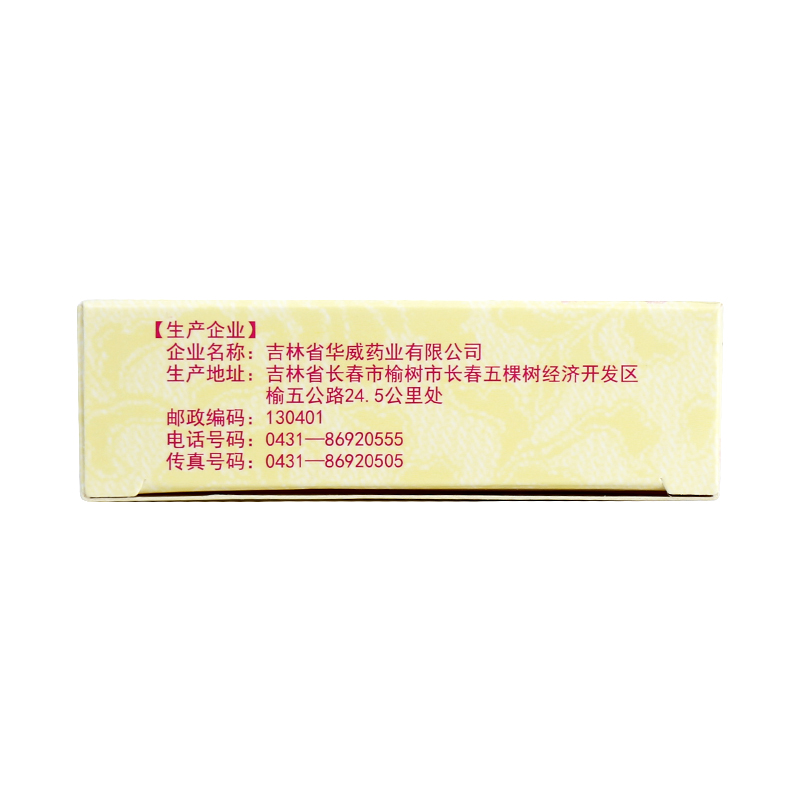 【生产企业】
企业名称：吉林省华威药业有限公司
生产地址：吉林省长春市榆树市长春五棵树经济开发区
榆五公路24.5公里处
邮政编码：130401
电话号码：0431—86920555
传真号码：0431—86920505